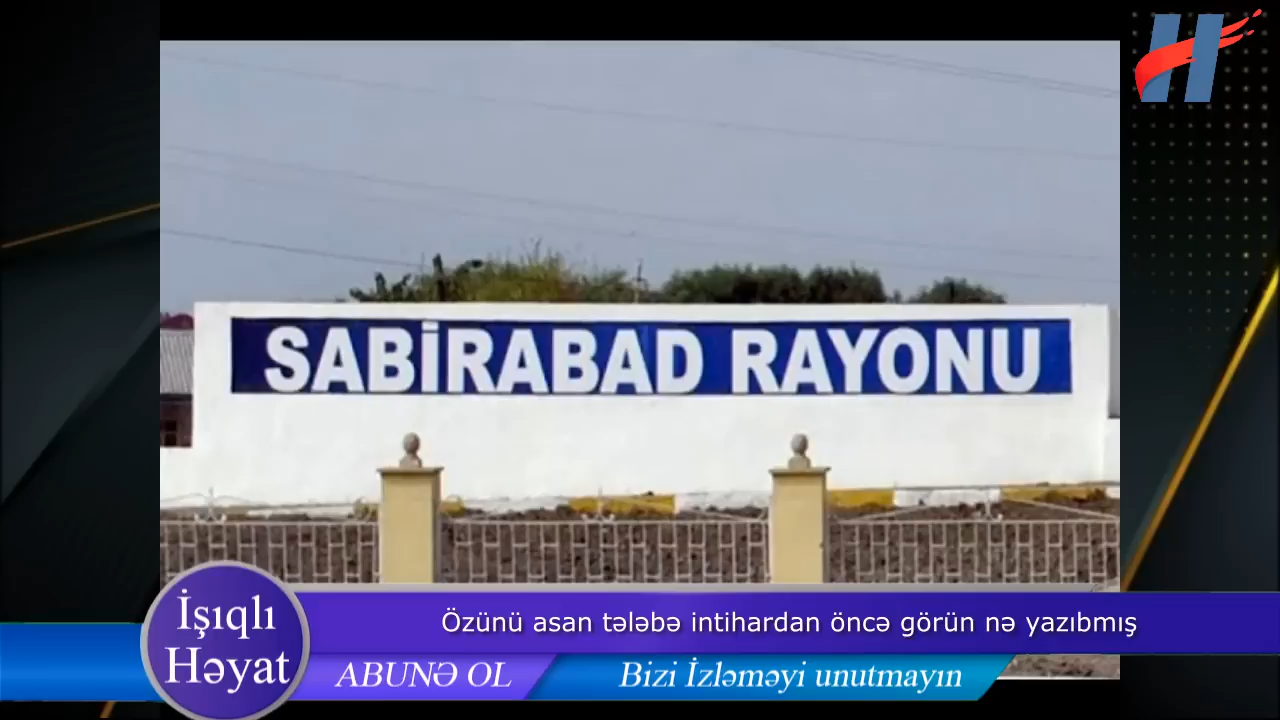 SABİRABAD RAYONU
İşıqlı
Həyat
Özünü asan tələbə intihardan öncə görün nə yazıbmış
ABUNƏ OL
Bizi İzləməyi unutmayın